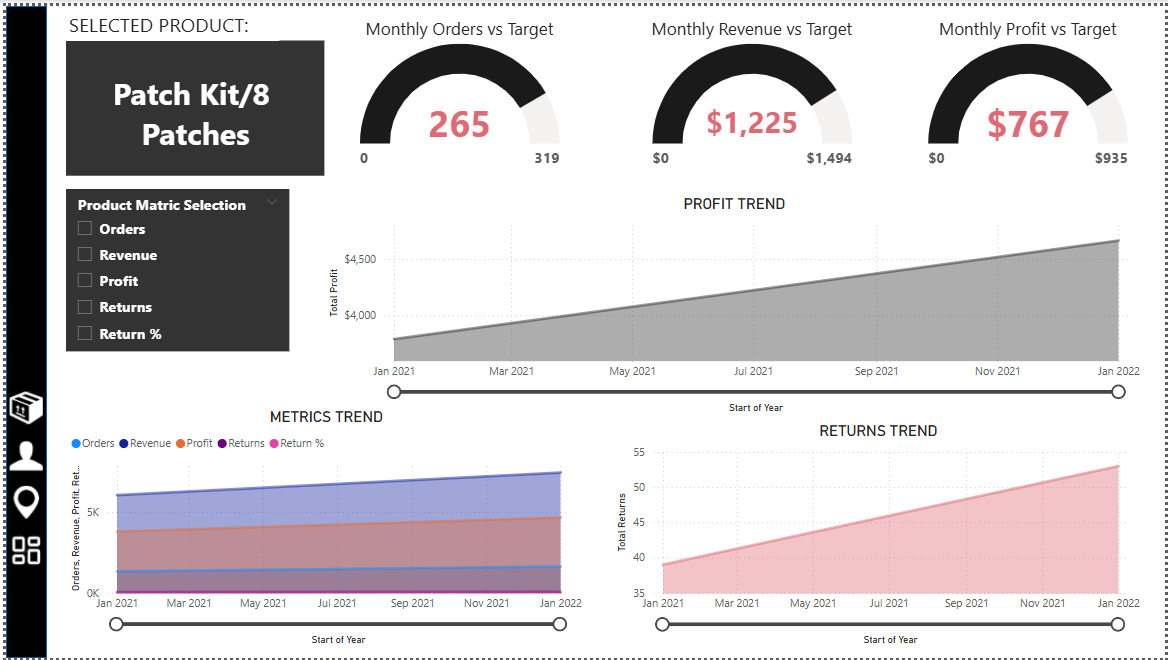 SELECTED PRODUCT:
Patch Kit/8
Patches
Monthly Orders vs Target
265
0
319
Monthly Revenue vs Target
$1,225
$0
$1,494
Monthly Profit vs Target
$767
$0
$935
Product Matric Selection
Orders
Revenue
Profit
Returns
Return %
PROFIT TREND
Total Profit
$4,500
$4,000
Jan 2021
Mar 2021
May 2021
Jul 2021
Sep 2021
Nov 2021
Jan 2022
Start of Year
METRICS TREND
Orders Revenue Profit Returns Return %
Orders, Revenue, Profit, Ret...
5K
0K
Jan 2021
Mar 2021
May 2021
Jul 2021
Sep 2021
Nov 2021
Jan 2022
Start of Year
RETURNS TREND
Total Returns
55
50
45
40
35
Jan 2021
Mar 2021
May 2021
Jul 2021
Sep 2021
Nov 2021
Jan 2022
Start of Year